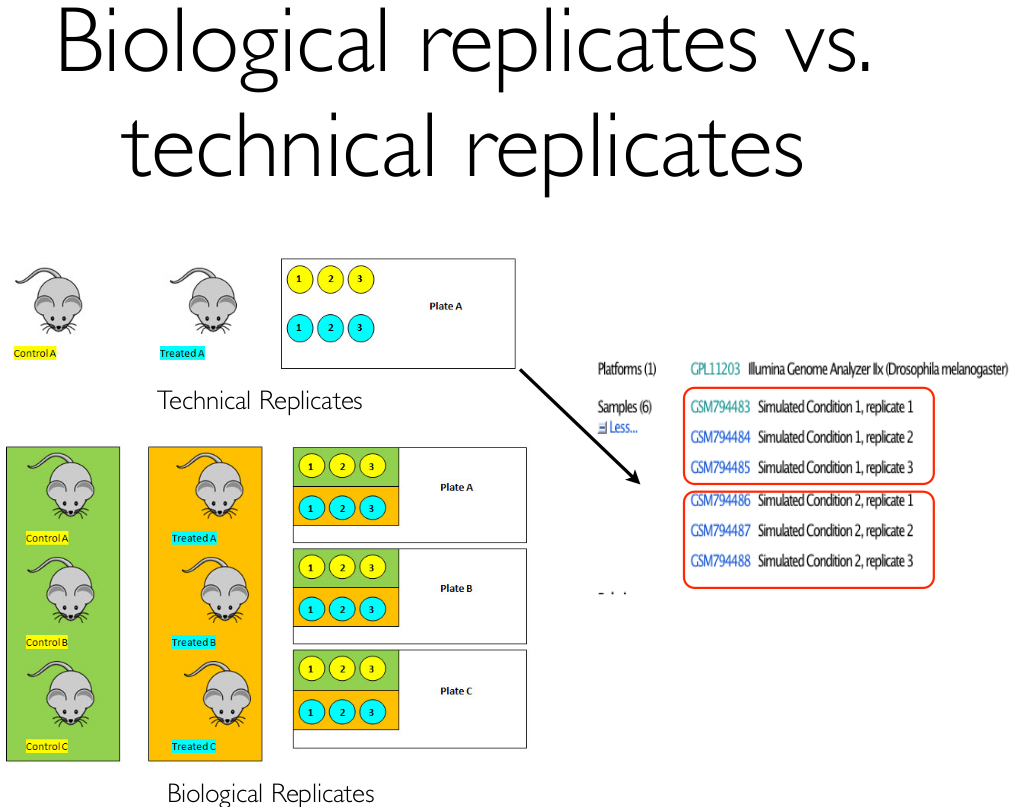 Biological replicates vs.
technical replicates
Control A
Treated A
1 2 3
1 2 3
Plate A
Technical Replicates
Control A
Control B
Control C
Treated A
Treated B
Treated C
1 2 3
1 2 3
Plate A
1 2 3
1 2 3
Plate B
1 2 3
1 2 3
Plate C
Biological Replicates
Platforms (1) GPL11203 Illumina Genome Analyzer IIx (Drosophila melanogaster)
Samples (6) GSM794483 Simulated Condition 1, replicate 1
Less... GSM794484 Simulated Condition 1, replicate 2
GSM794485 Simulated Condition 1, replicate 3
GSM794486 Simulated Condition 2, replicate 1
GSM794487 Simulated Condition 2, replicate 2
GSM794488 Simulated Condition 2, replicate 3